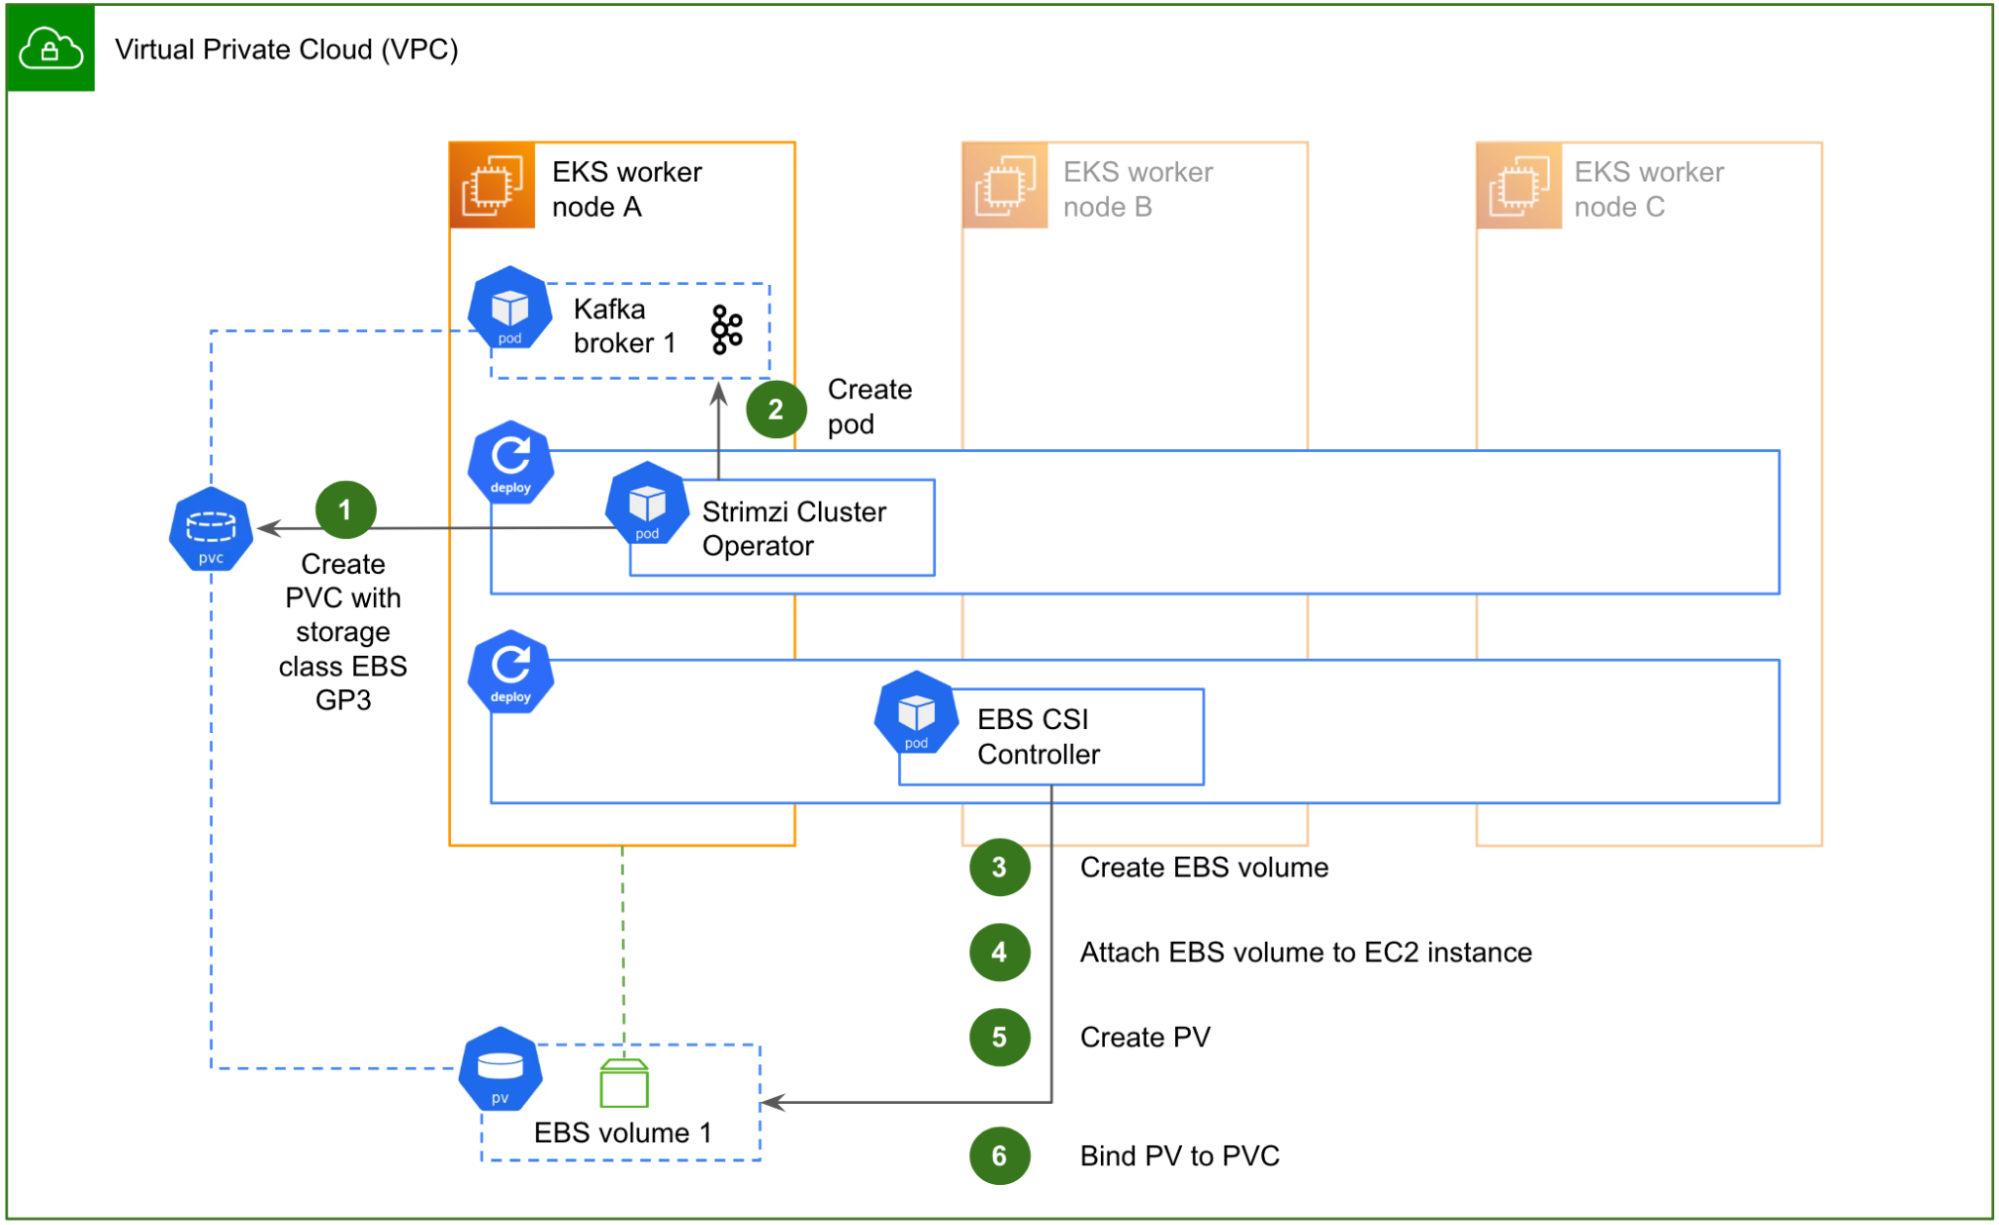 Virtual Private Cloud (VPC)
EKS worker
node A
EKS worker
node B
EKS worker
node C
pod
Kafka
broker 1
2
Create
pod
deploy
pod
Strimzi Cluster
Operator
1
pvc
Create
PVC with
storage
class EBS
GP3
deploy
pod
EBS CSI
Controller
3
Create EBS volume
4
Attach EBS volume to EC2 instance
5
Create PV
pv
EBS volume 1
6
Bind PV to PVC